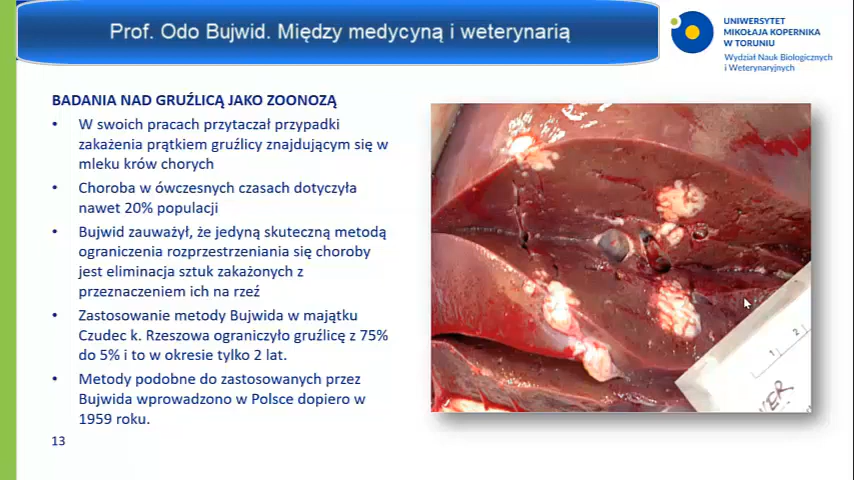 Prof. Odo Bujwid. Między medycyną i weterynarią
UNIWERSYTET
MIKOŁAJA KOPERNIKA
W TORUNIU
Wydział Nauk Biologicznych
i Weterynaryjnych
BADANIA NAD GRUŹLICĄ JAKO ZOONOZĄ
• W swoich pracach przytaczał przypadki
zakażenia prątkiem gruźlicy znajdującym się w
mleku krów chorych
• Choroba w ówczesnych czasach dotyczyła
nawet 20% populacji
• Bujwid zauważył, że jedyną skuteczną metodą
ograniczenia rozprzestrzeniania się choroby
jest eliminacja sztuk zakażonych z
przeznaczeniem ich na rzeź
• Zastosowanie metody Bujwida w majątku
Czudec k. Rzeszowa ograniczyło gruźlicę z 75%
do 5% i to w okresie tylko 2 lat.
• Metody podobne do zastosowanych przez
Bujwida wprowadzono w Polsce dopiero w
1959 roku.
13
1 2